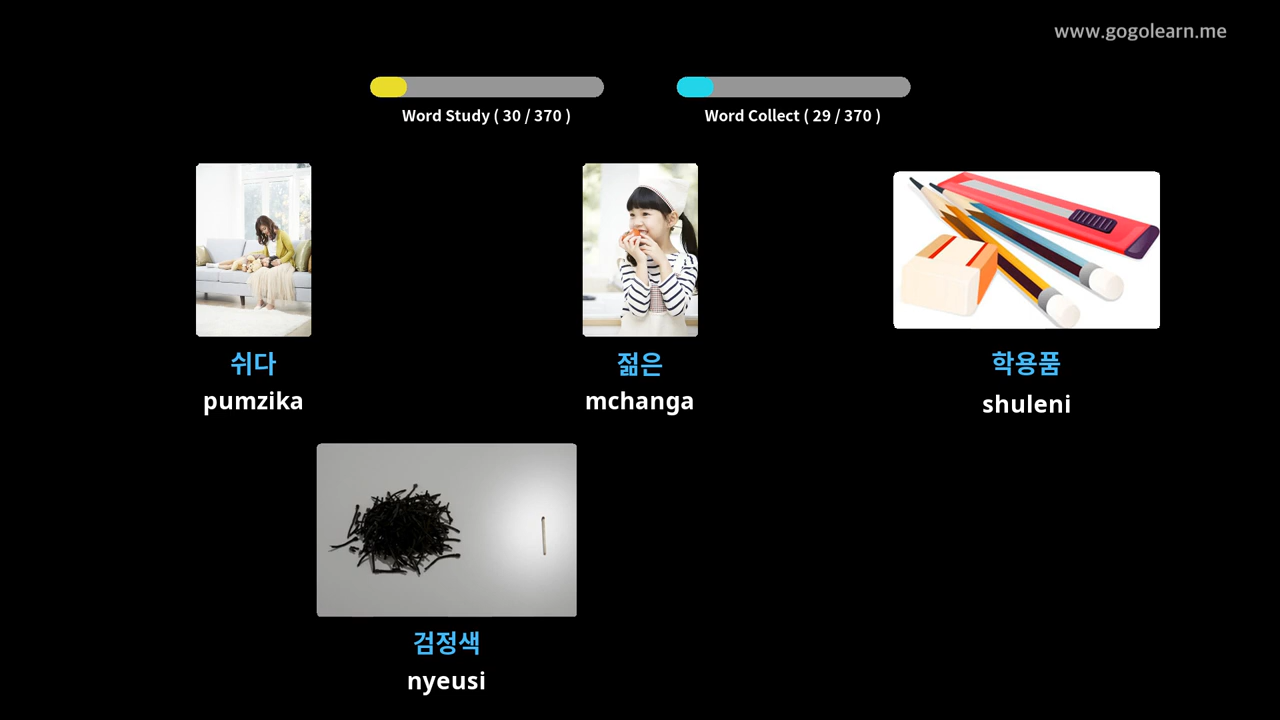 www.gogolearn.me
Word Study ( 30 / 370 )
Word Collect ( 29 / 370 )
쉬다
pumzika
젊은
mchanga
학용품
shuleni
검정색
nyeusi